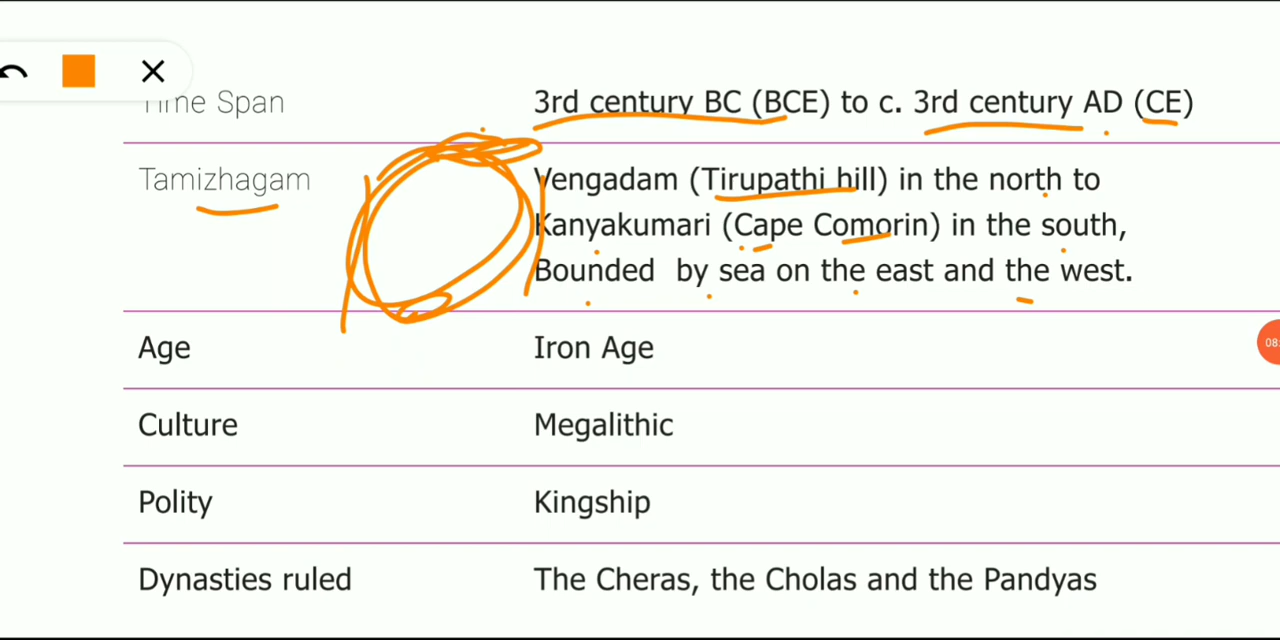 Time Span 3rd century BC (BCE) to c. 3rd century AD (CE)
Tamizhagam Vengadam (Tirupathi hill) in the north to
Kanyakumari (Cape Comorin) in the south,
Bounded by sea on the east and the west.
Age Iron Age
08:
Culture Megalithic
Polity Kingship
Dynasties ruled The Cheras, the Cholas and the Pandyas